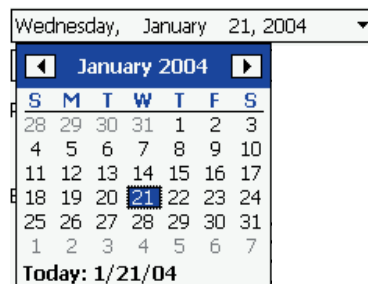 Wednesday, January 21, 2004
January 2004
S M T W T F S
28 29 30 31 1 2 3
4 5 6 7 8 9 10
11 12 13 14 15 16 17
18 19 20 21 22 23 24
25 26 27 28 29 30 31
1 2 3 4 5 6 7
Today: 1/21/04